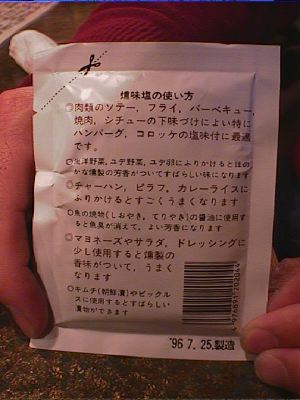 燻味塩の使い方
◎肉類のソテー，フライ，バーベキュー，
焼肉，シチューの下味づけによい特に
ハンバーグ，コロッケの塩味付に最適
です。
洋野菜，ユデ野菜，ユデ卵にふりかけるとほの
かな燻製の芳香がついてすばらしい味になります
◎チャーハン，ピラフ，カレーライスに
ふりかけるとすごくうまくなります
◎魚の焼物(しおやき，てりやき)の醤油に使用す
ると魚臭が消えて，よい芳香になります
◎マヨネーズやサラダ，ドレッシングに
少し使用すると燻製の
香味がついて，うまく
なります
◎キムチ(朝鮮漬)やピックル
スに使用するとすばらしい
漬物ができます
'96 7. 25.製造